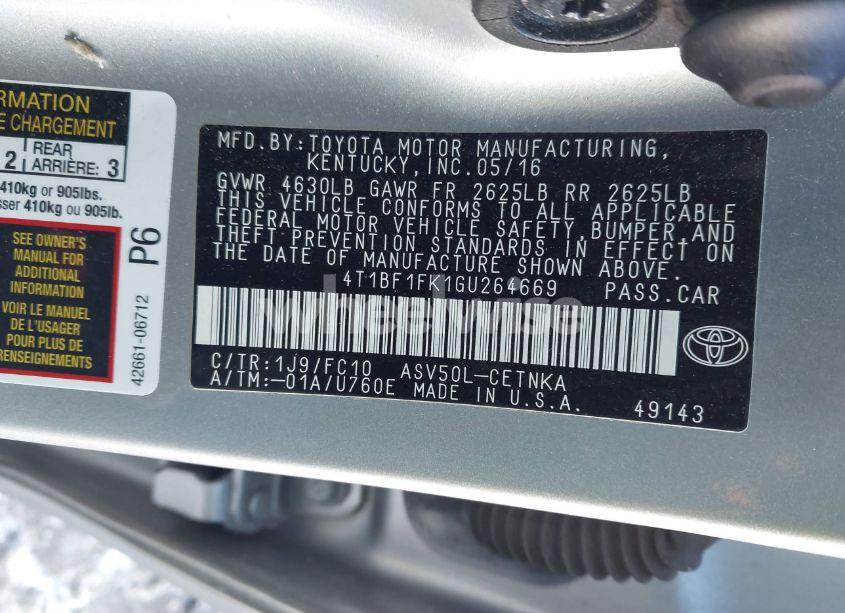 RMATION
E CHARGEMENT
2 REAR
ARRIÈRE: 3
410kg or 905lbs.
sser 410kg ou 905lb.
SEE OWNER'S
MANUAL FOR
ADDITIONAL
INFORMATION
VOIR LE MANUEL
DE L'USAGER
POUR PLUS DE
RENSEIGNEMENTS
P6
42661-06712
MFD.BY:TOYOTA MOTOR MANUFACTURING,
KENTUCKY,INC.05/16
GVWR 4630LB GAWR FR 2625LB RR 2625LB
THIS VEHICLE CONFORMS TO ALL APPLICABLE
FEDERAL MOTOR VEHICLE SAFETY,BUMPER,AND
THEFT PREVENTION STANDARDS IN EFFECT ON
THE DATE OF MANUFACTURE SHOWN ABOVE.
4T1BF1FK1GU264669 PASS.CAR
wheelwise
C/TR:1J9/FC10 ASV50L-CETNKA
A/TM:-01A/U760E MADE IN U.S.A.
49143